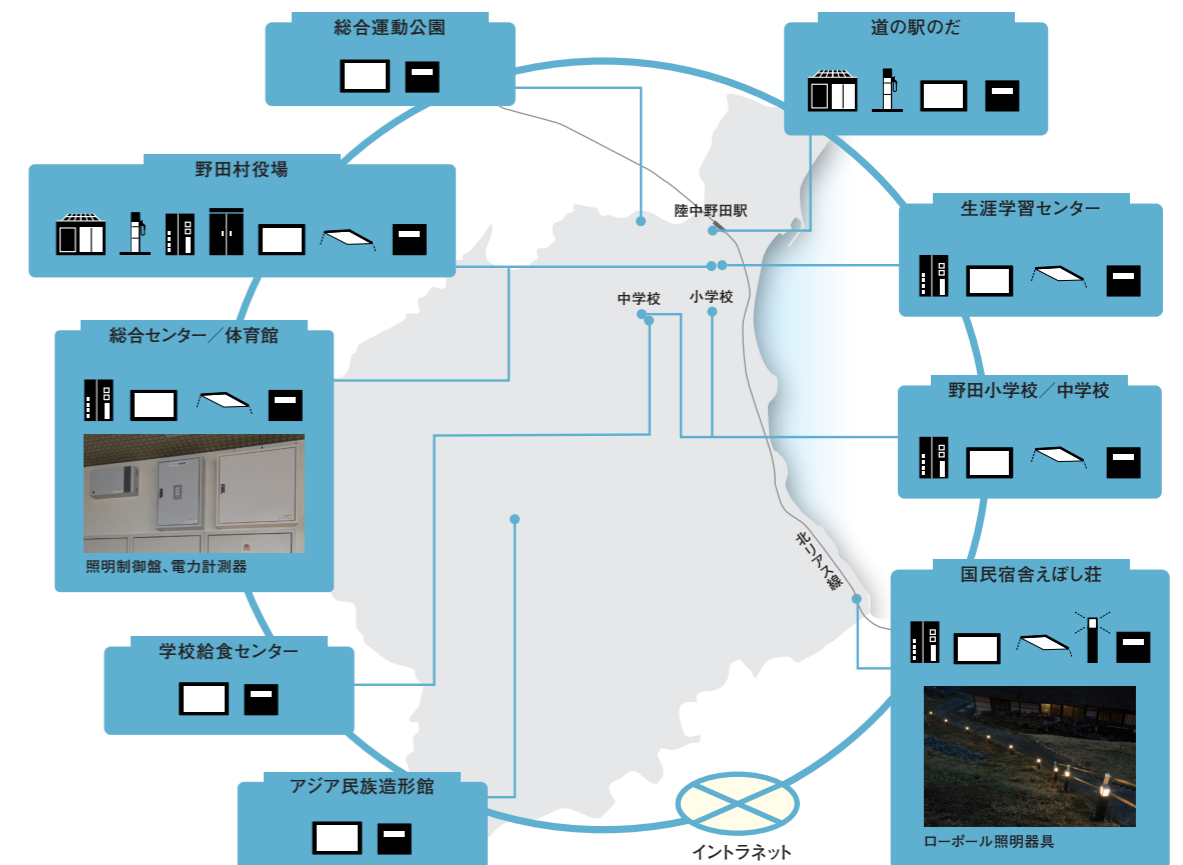 総合運動公園
道の駅のだ
野田村役場
陸中野田駅
生涯学習センター
中学校
小学校
総合センター／体育館
野田小学校／中学校
照明制御盤、電力計測器
北リアス線
国民宿舎えぼし荘
学校給食センター
アジア民族造形館
ローポール照明器具
イントラネット